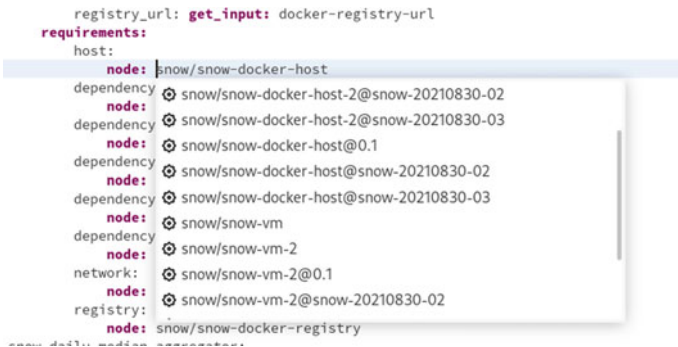 registry_url: get_input: docker-registry-url
requirements:
host:
node: snow/snow-docker-host
dependency
node:
dependency
node:
dependency
node:
dependency
node:
dependency
node:
network:
node:
registry:
node: snow/snow-docker-registry
snow/snow-docker-host-2@snow-20210830-02
snow/snow-docker-host-2@snow-20210830-03
snow/snow-docker-host@0.1
snow/snow-docker-host@snow-20210830-02
snow/snow-docker-host@snow-20210830-03
snow/snow-vm
snow/snow-vm-2
snow/snow-vm-2@0.1
snow/snow-vm-2@snow-20210830-02
snow_daily_median_aggregator: